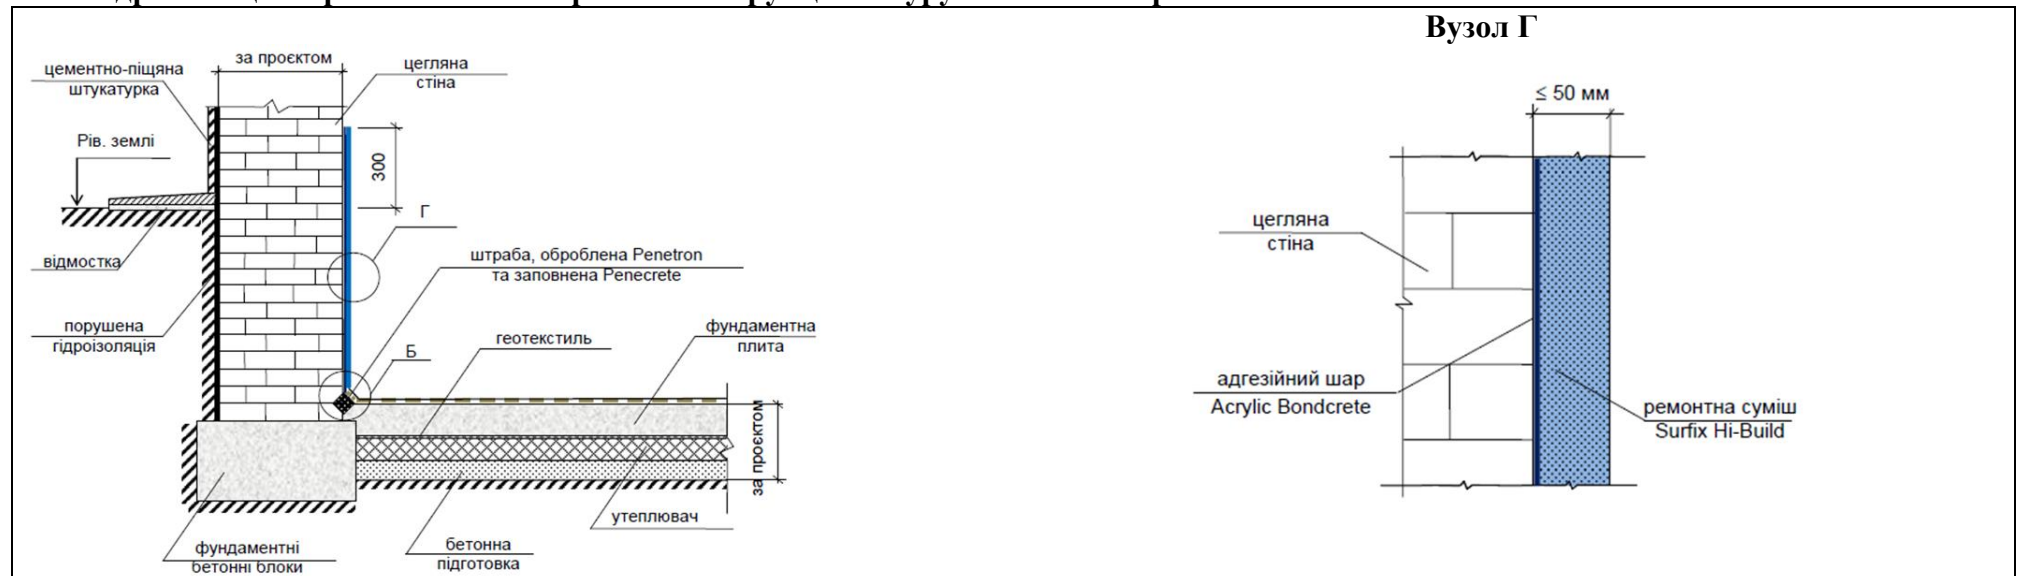 Вузол Г
за проєктом
цементно-піщяна
штукатурка
цегляна
стіна
Рів. землі
300
Г
відмостка
штраба, оброблена Penetron
та заповнена Penecrete
порушена
гідроізоляція
Б
геотекстиль
фундаментна
плита
за проєктом
утеплювач
бетонна
підготовка
фундаментні
бетонні блоки
≤ 50 мм
цегляна
стіна
адгезійний шар
Acrylic Bondcrete
ремонтна суміш
Surfix Hi-Build